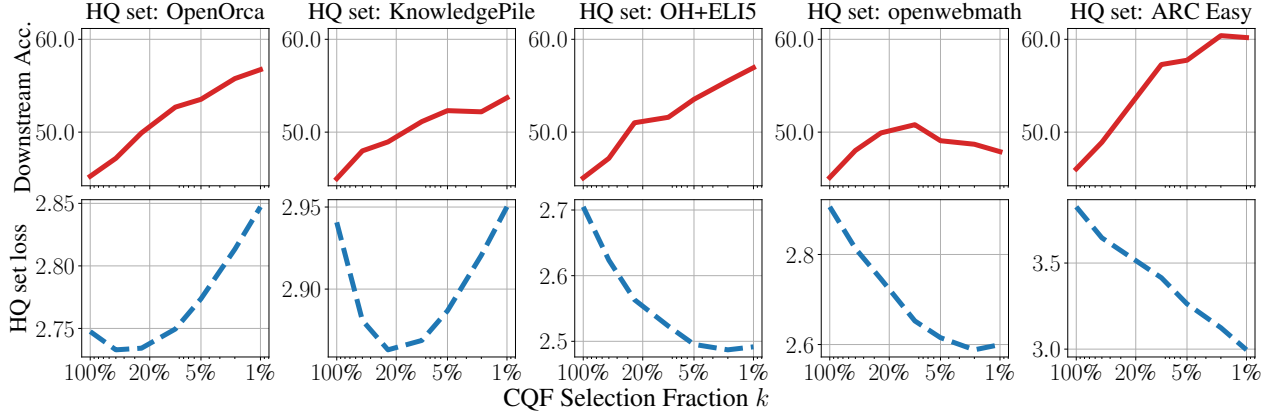 HQ set: OpenOrca
HQ set: KnowledgePile
HQ set: OH+ELI5
HQ set: openwebmath
HQ set: ARC Easy
Downstream Acc.
60.0
50.0
60.0
50.0
60.0
50.0
60.0
50.0
60.0
50.0
HQ set loss
2.85
2.80
2.75
2.95
2.90
2.7
2.6
2.5
2.8
2.6
3.5
3.0
100% 20% 5% 1%
100% 20% 5% 1%
100% 20% 5% 1%
100% 20% 5% 1%
100% 20% 5% 1%
CQF Selection Fraction k